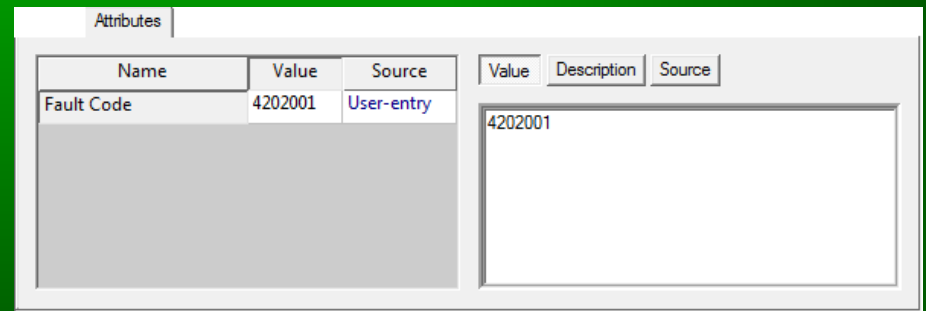 Attributes
Name Value Source
Fault Code 4202001 User-entry
Value Description Source
4202001